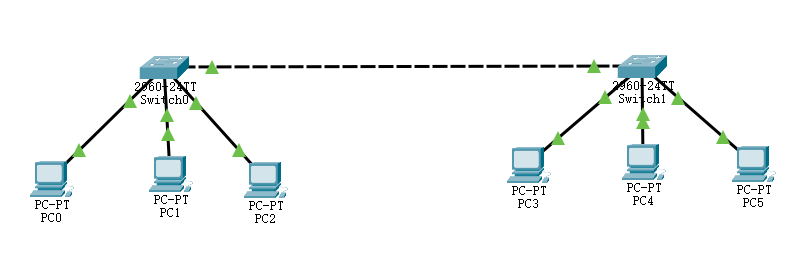 2960-24TT
Switch0
2960-24TT
Switch1
PC-PT
PC0
PC-PT
PC1
PC-PT
PC2
PC-PT
PC3
PC-PT
PC4
PC-PT
PC5